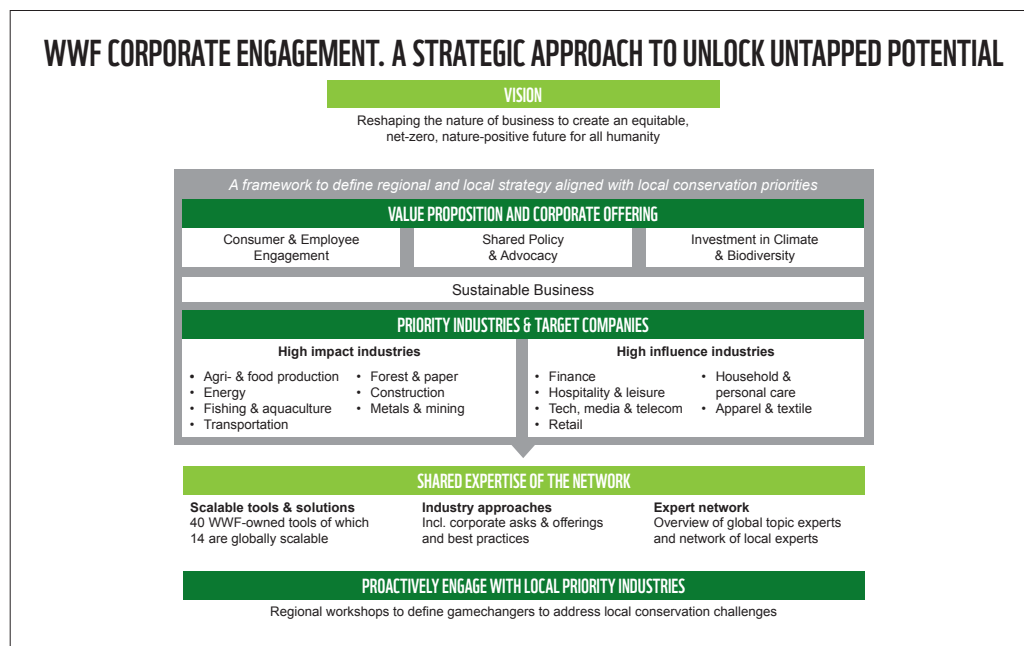 WWF CORPORATE ENGAGEMENT. A STRATEGIC APPROACH TO UNLOCK UNTAPPED POTENTIAL
VISION
Reshaping the nature of business to create an equitable,
net-zero, nature-positive future for all humanity
A framework to define regional and local strategy aligned with local conservation priorities
VALUE PROPOSITION AND CORPORATE OFFERING
Consumer & Employee
Engagement
Shared Policy
& Advocacy
Investment in Climate
& Biodiversity
Sustainable Business
PRIORITY INDUSTRIES & TARGET COMPANIES
High impact industries
• Agri- & food production
• Energy
• Fishing & aquaculture
• Transportation
• Forest & paper
• Construction
• Metals & mining
High influence industries
• Finance
• Hospitality & leisure
• Tech, media & telecom
• Retail
• Household &
personal care
• Apparel & textile
SHARED EXPERTISE OF THE NETWORK
Scalable tools & solutions
40 WWF-owned tools of which
14 are globally scalable
Industry approaches
Incl. corporate asks & offerings
and best practices
Expert network
Overview of global topic experts
and network of local experts
PROACTIVELY ENGAGE WITH LOCAL PRIORITY INDUSTRIES
Regional workshops to define gamechangers to address local conservation challenges